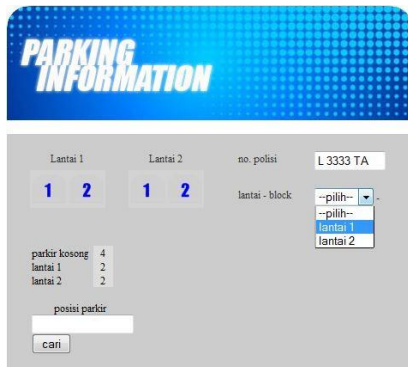 PARKING
INFORMATION
Lantai 1
Lantai 2
1 2
1 2
no. polisi L 3333 TA
lantai - block --pilih-- -
--pilih--
lantai 1
lantai 2
parkir kosong 4
lantai 1 2
lantai 2 2
posisi parkir
cari